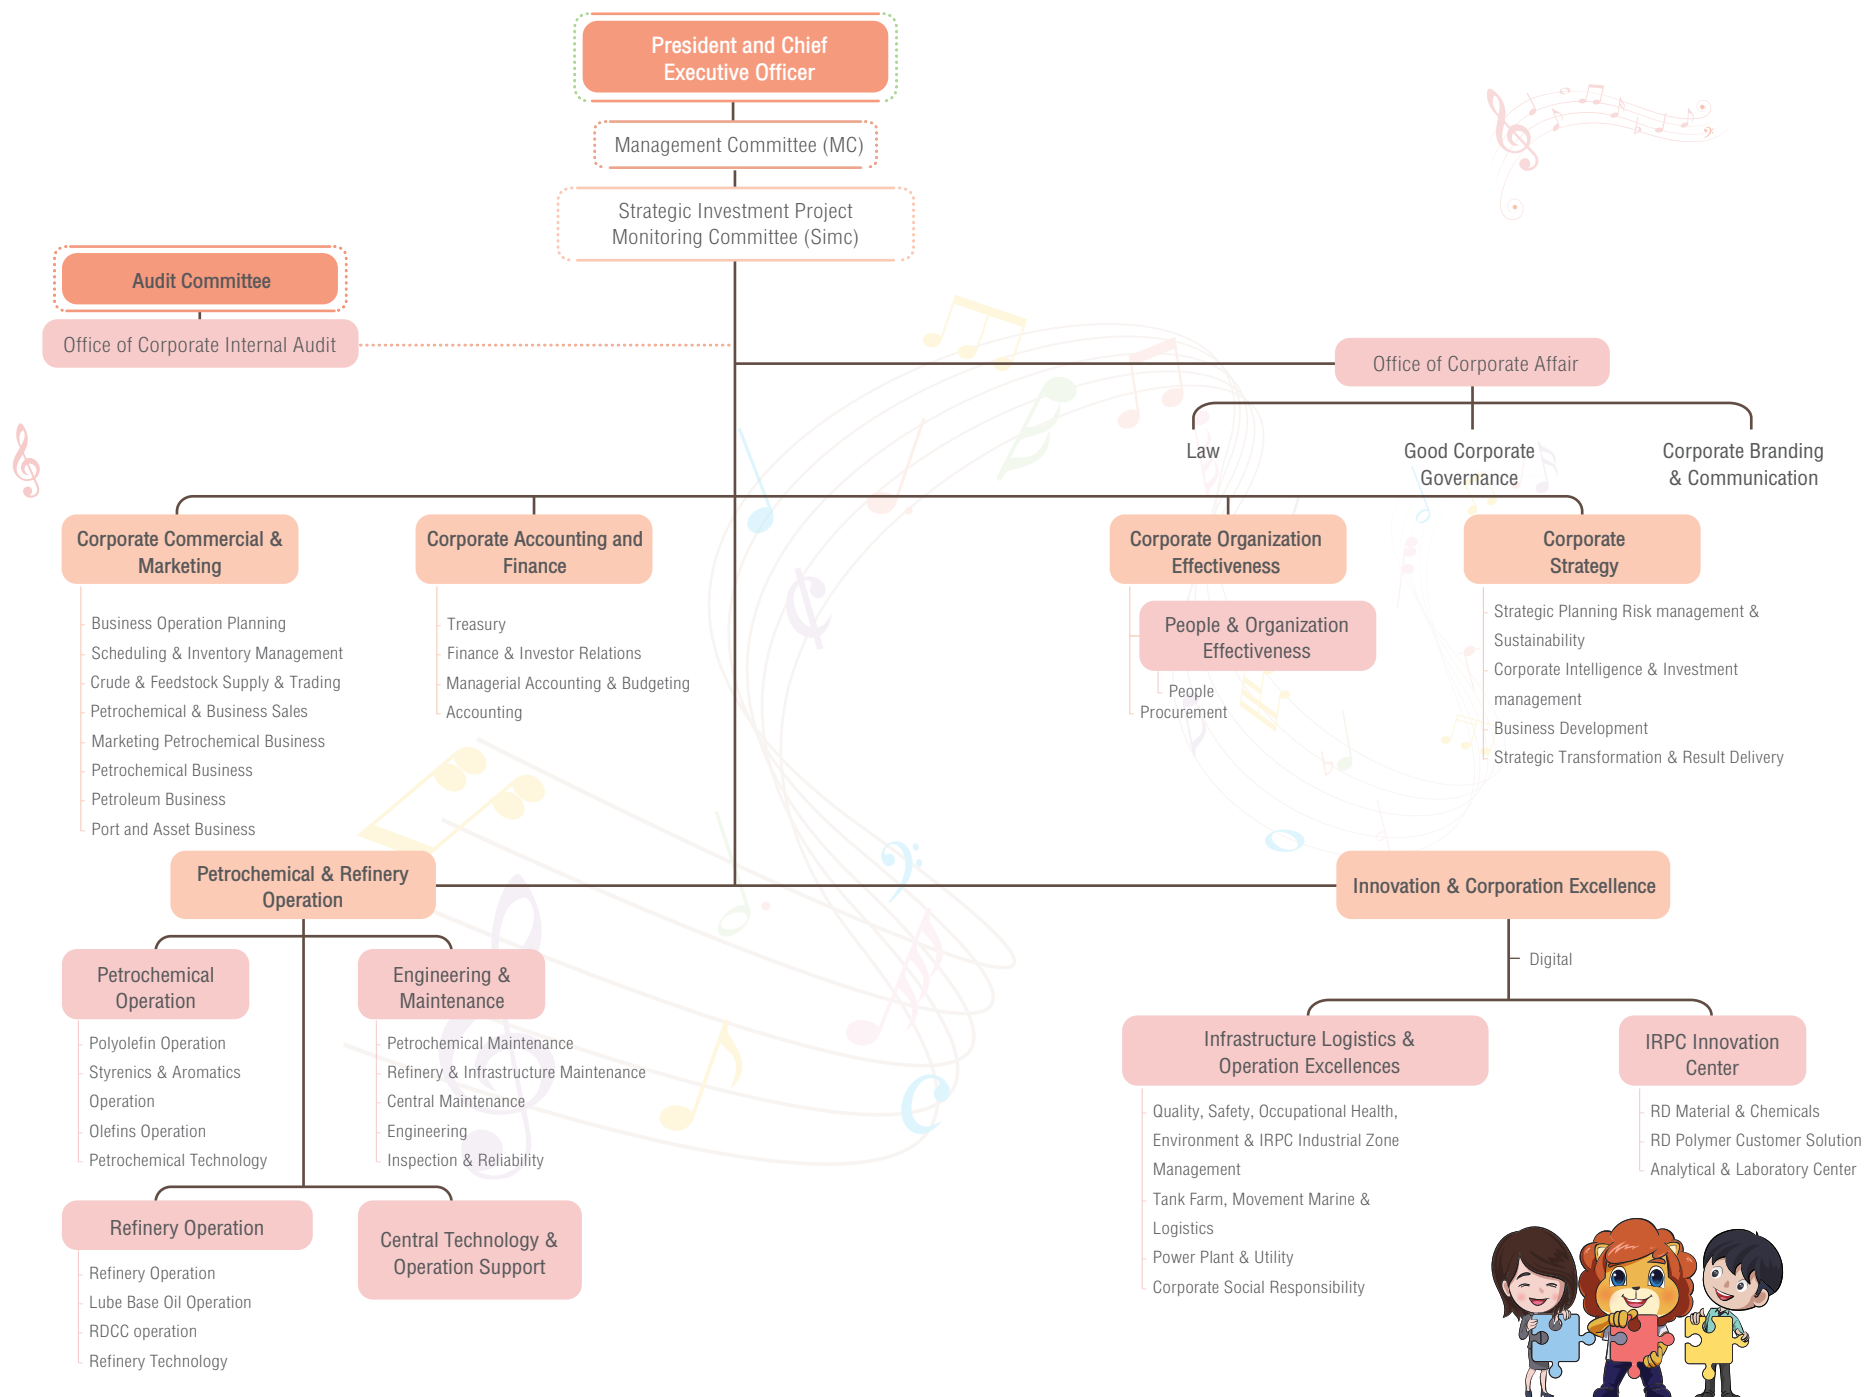 President and Chief
Executive Officer
Management Committee (MC)
Strategic Investment Project
Monitoring Committee (Simc)
Audit Committee
Office of Corporate Internal Audit
Office of Corporate Affair
Law
Good Corporate
Governance
Corporate Branding
& Communication
Corporate Commercial &
Marketing
Business Operation Planning
Scheduling & Inventory Management
Crude & Feedstock Supply & Trading
Petrochemical & Business Sales
Marketing Petrochemical Business
Petrochemical Business
Petroleum Business
Port and Asset Business
Corporate Accounting and
Finance
Treasury
Finance & Investor Relations
Managerial Accounting & Budgeting
Accounting
Corporate Organization
Effectiveness
People & Organization
Effectiveness
People
Procurement
Corporate
Strategy
Strategic Planning Risk management &
Sustainability
Corporate Intelligence & Investment
management
Business Development
Strategic Transformation & Result Delivery
Petrochemical & Refinery
Operation
Petrochemical
Operation
Polyolefin Operation
Styrenics & Aromatics
Operation
Olefins Operation
Petrochemical Technology
Engineering &
Maintenance
Petrochemical Maintenance
Refinery & Infrastructure Maintenance
Central Maintenance
Engineering
Inspection & Reliability
Refinery Operation
Refinery Operation
Lube Base Oil Operation
RDCC operation
Refinery Technology
Central Technology &
Operation Support
Innovation & Corporation Excellence
Digital
Infrastructure Logistics &
Operation Excellences
Quality, Safety, Occupational Health,
Environment & IRPC Industrial Zone
Management
Tank Farm, Movement Marine &
Logistics
Power Plant & Utility
Corporate Social Responsibility
IRPC Innovation
Center
RD Material & Chemicals
RD Polymer Customer Solution
Analytical & Laboratory Center